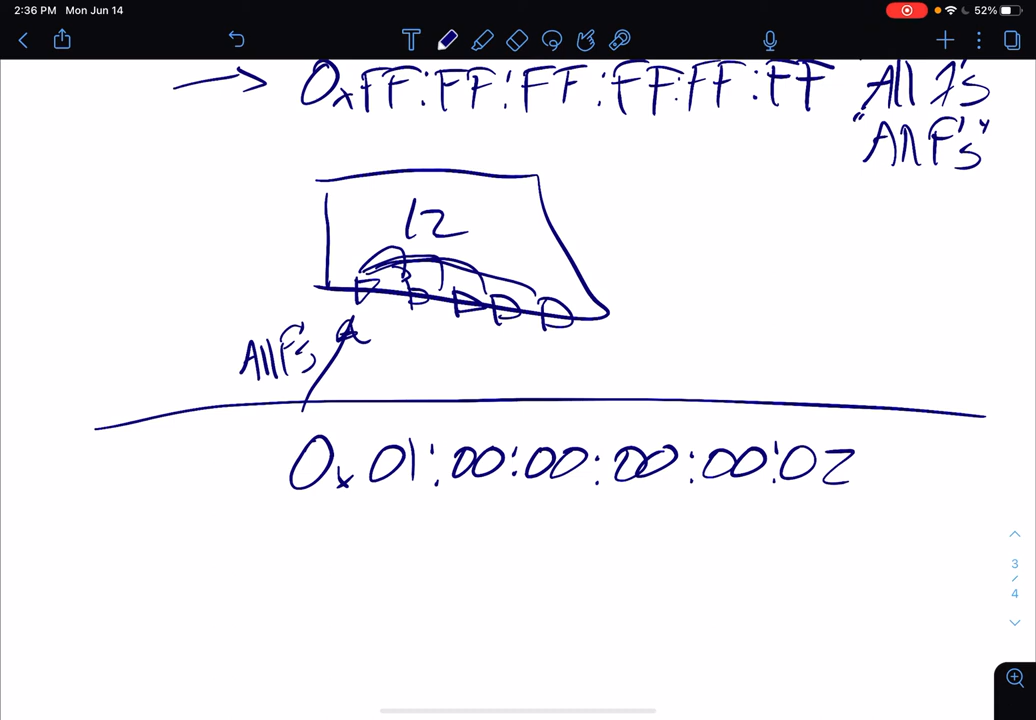 2:36 PM Mon Jun 14
52%
0xFF:FF:FF:FF:FF:FF All 1's
"All F's"
L2
All F's
0x01:00:00:00:00:02
3
/
4